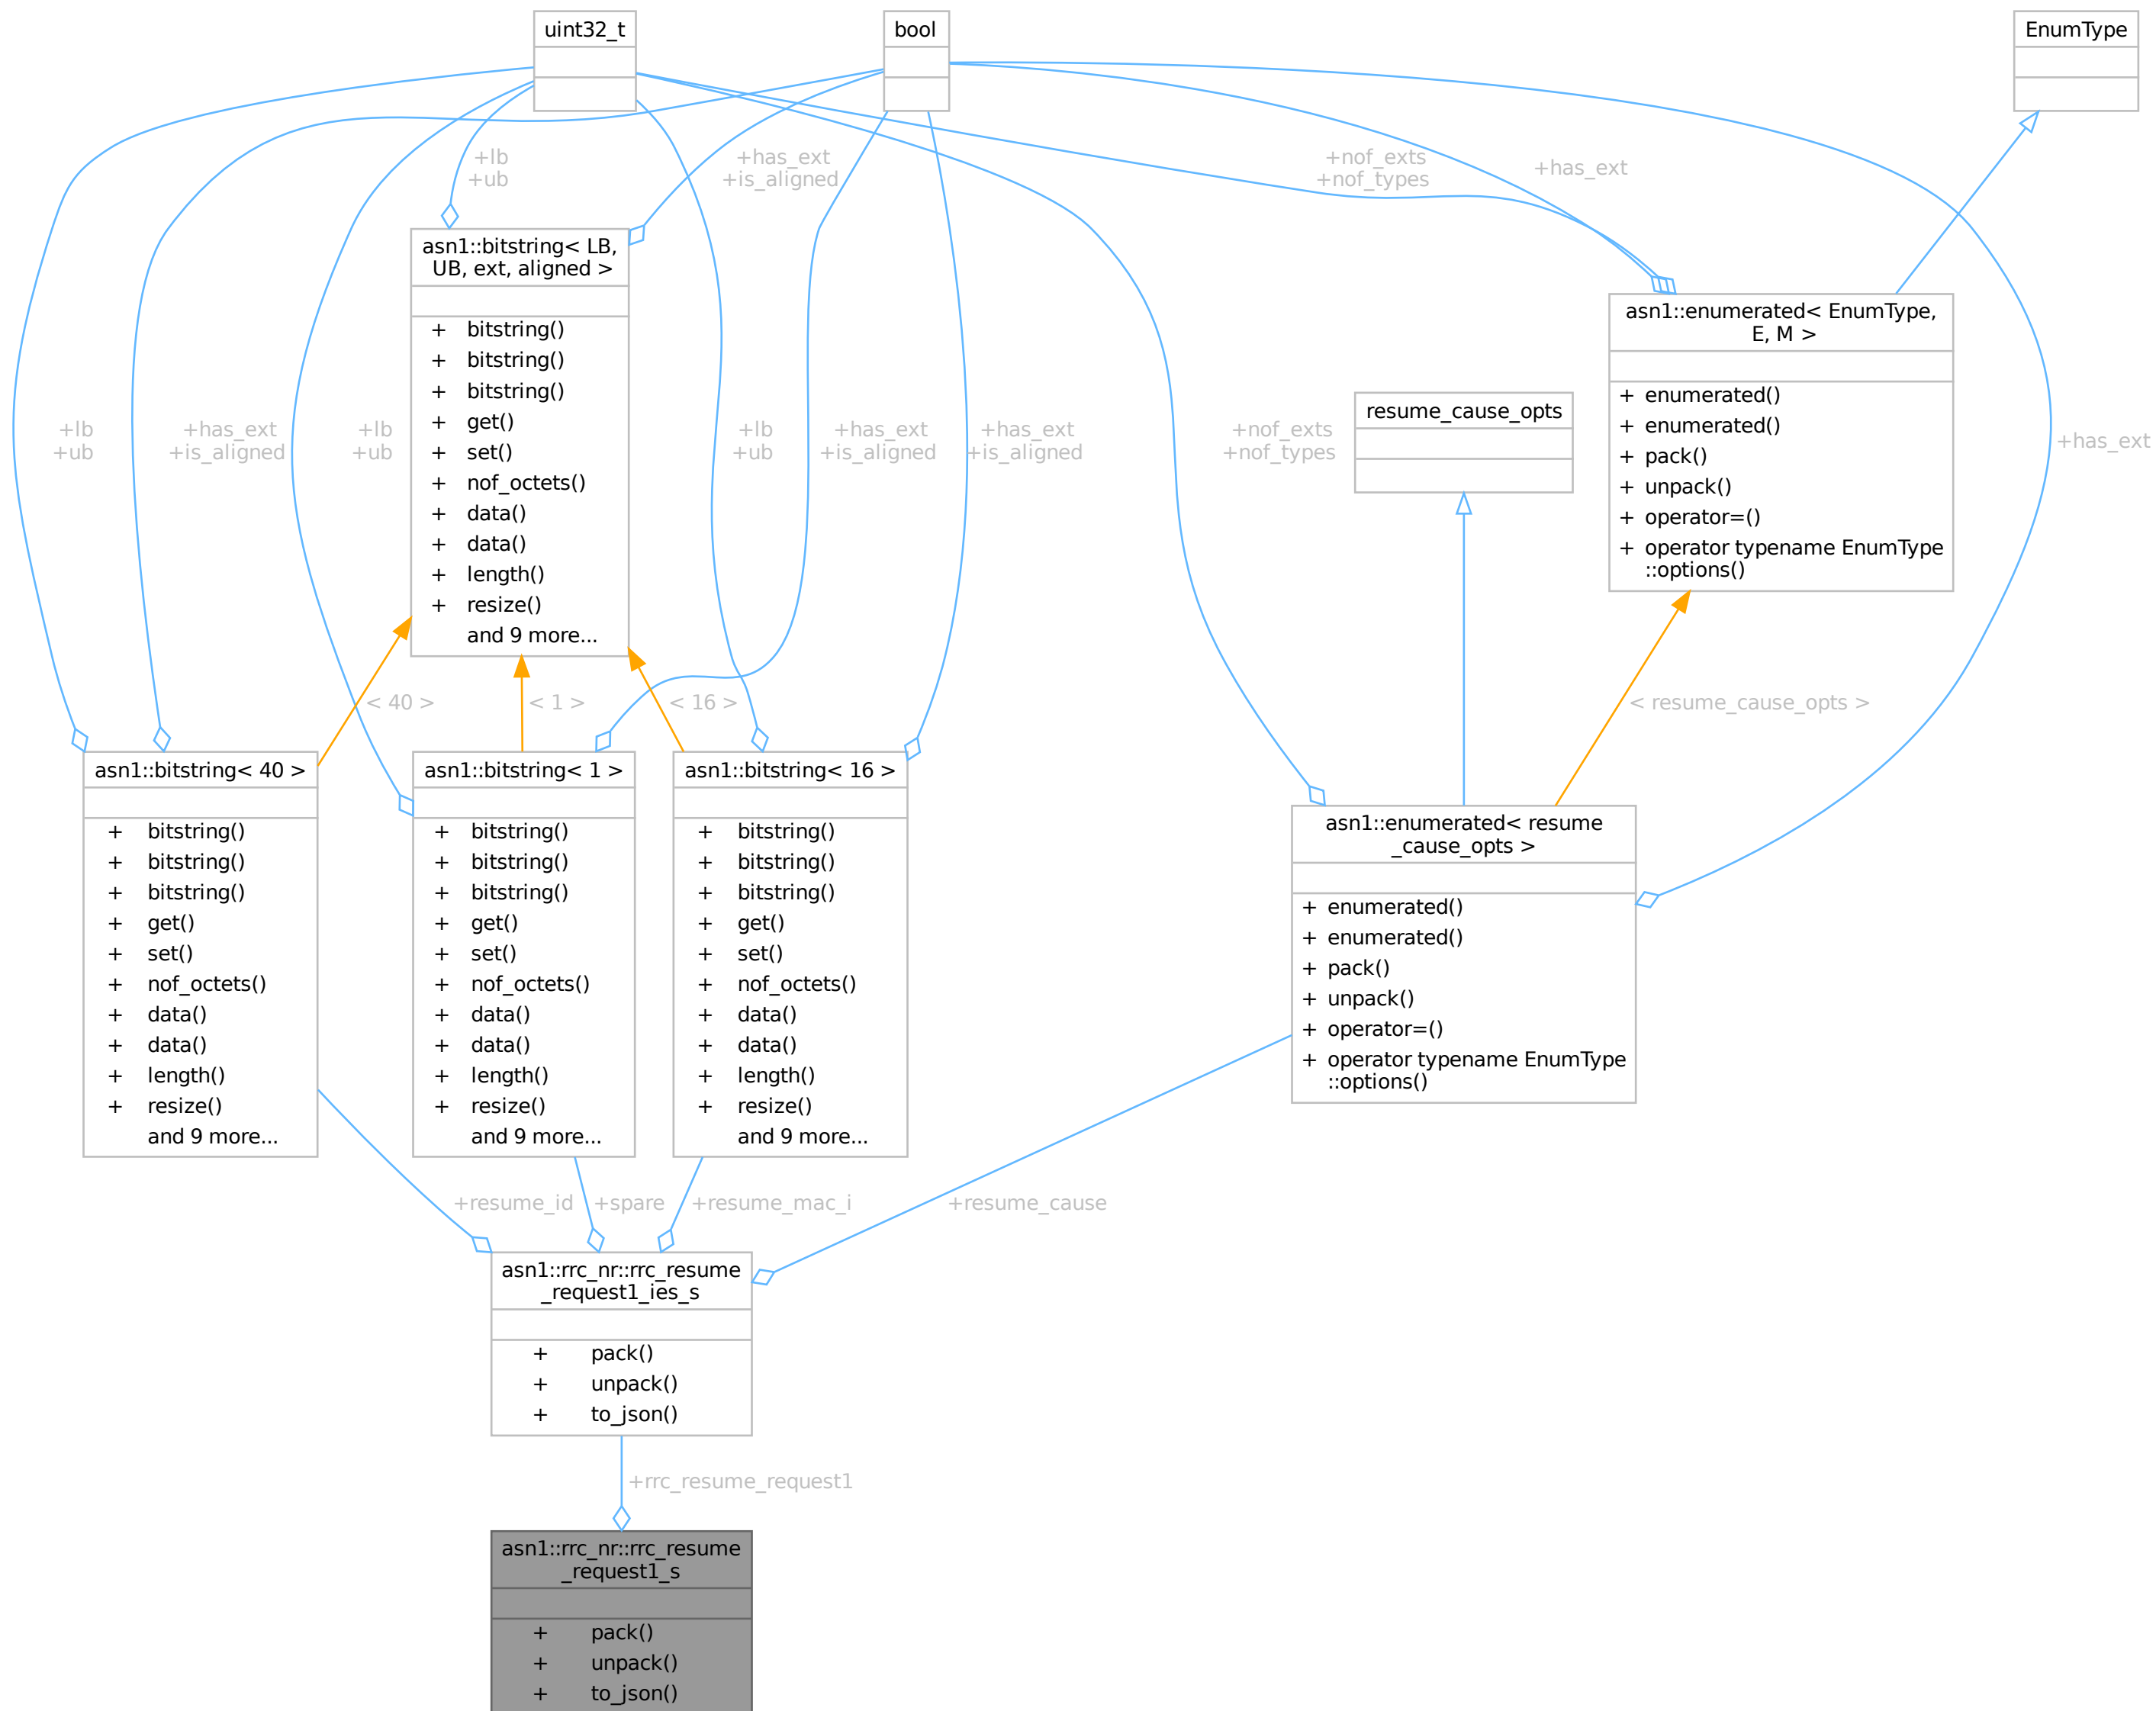 uint32_t
bool
EnumType
+lb
+ub
+has_ext
+is_aligned
+nof_exts
+nof_types
+has_ext
asn1::bitstring< LB,
UB, ext, aligned >
+ bitstring()
+ bitstring()
+ bitstring()
+ get()
+ set()
+ nof_octets()
+ data()
+ data()
+ length()
+ resize()
and 9 more...
asn1::enumerated< EnumType,
E, M >
+ enumerated()
+ enumerated()
+ pack()
+ unpack()
+ operator=()
+ operator typename EnumType
::options()
resume_cause_opts
+lb
+ub
+has_ext
+is_aligned
+lb
+ub
+lb
+ub
+has_ext
+is_aligned
+has_ext
+is_aligned
+nof_exts
+nof_types
+has_ext
< 40 >
< 1 >
< 16 >
< resume_cause_opts >
asn1::bitstring< 40 >
+ bitstring()
+ bitstring()
+ bitstring()
+ get()
+ set()
+ nof_octets()
+ data()
+ data()
+ length()
+ resize()
and 9 more...
asn1::bitstring< 1 >
+ bitstring()
+ bitstring()
+ bitstring()
+ get()
+ set()
+ nof_octets()
+ data()
+ data()
+ length()
+ resize()
and 9 more...
asn1::bitstring< 16 >
+ bitstring()
+ bitstring()
+ bitstring()
+ get()
+ set()
+ nof_octets()
+ data()
+ data()
+ length()
+ resize()
and 9 more...
asn1::enumerated< resume
_cause_opts >
+ enumerated()
+ enumerated()
+ pack()
+ unpack()
+ operator=()
+ operator typename EnumType
::options()
+resume_id
+spare
+resume_mac_i
+resume_cause
asn1::rrc_nr::rrc_resume
_request1_ies_s
+ pack()
+ unpack()
+ to_json()
+rrc_resume_request1
asn1::rrc_nr::rrc_resume
_request1_s
+ pack()
+ unpack()
+ to_json()